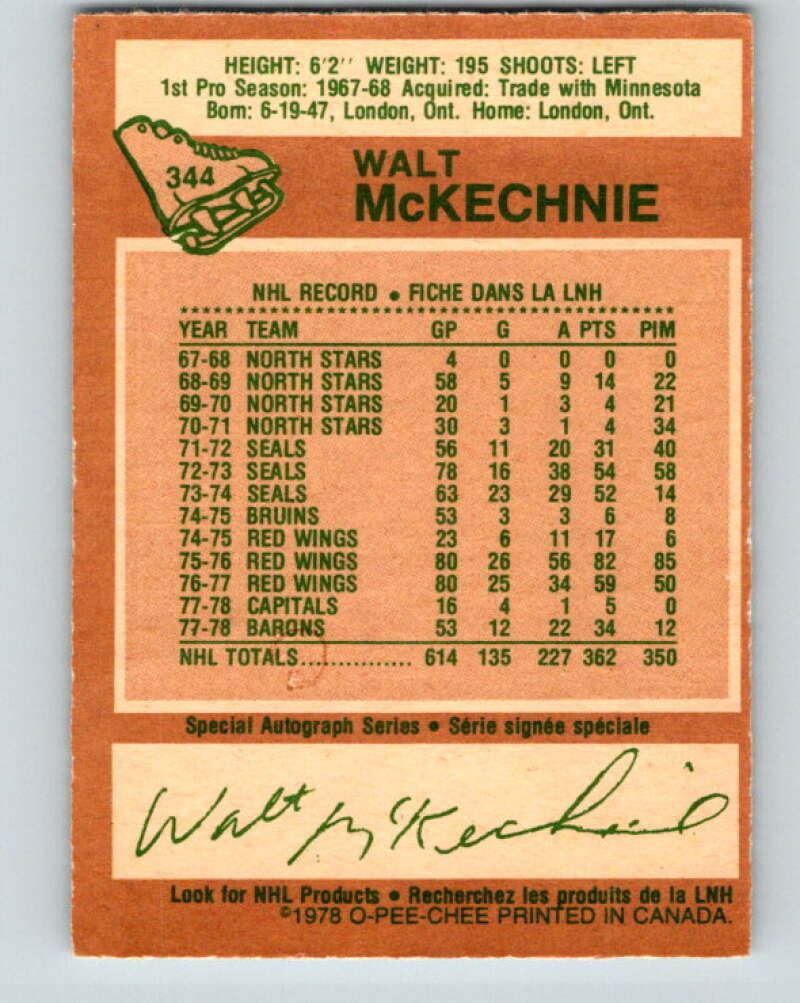 HEIGHT: 6'2'' WEIGHT: 195 SHOOTS: LEFT
1st Pro Season: 1967-68 Acquired: Trade with Minnesota
Born: 6-19-47, London, Ont. Home: London, Ont.
344
WALT
McKECHNIE
NHL RECORD • FICHE DANS LA LNH
YEAR TEAM GP G A PTS PIM
67-68 NORTH STARS 4 0 0 0 0
68-69 NORTH STARS 58 5 9 14 22
69-70 NORTH STARS 20 1 3 4 21
70-71 NORTH STARS 30 3 1 4 34
71-72 SEALS 56 11 20 31 40
72-73 SEALS 78 16 38 54 58
73-74 SEALS 63 23 29 52 14
74-75 BRUINS 53 3 3 6 8
74-75 RED WINGS 23 6 11 17 6
75-76 RED WINGS 80 26 56 82 85
76-77 RED WINGS 80 25 34 59 50
77-78 CAPITALS 16 4 1 5 0
77-78 BARONS 53 12 22 34 12
NHL TOTALS............... 614 135 227 362 350
Special Autograph Series • Série signée spéciale
Walt McKechnie
Look for NHL Products • Recherchez les produits de la LNH
©1978 O-PEE-CHEE PRINTED IN CANADA.